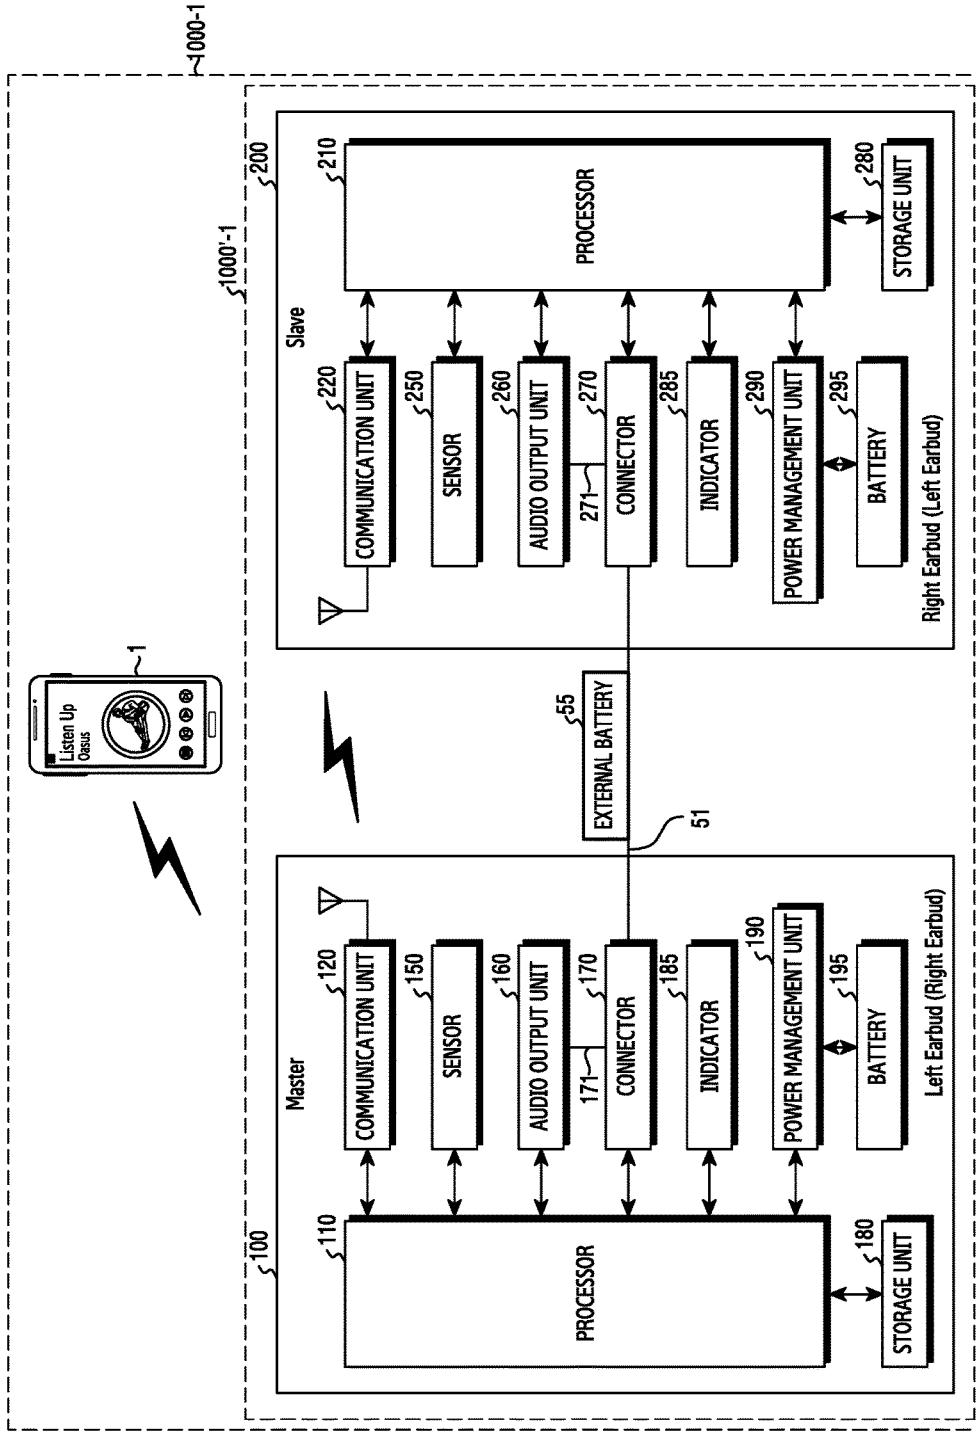 1000-1
1000'-1
Listen Up
Oasus
1
100
Master
110
PROCESSOR
120
COMMUNICATION UNIT
150
SENSOR
160
AUDIO OUTPUT UNIT
171
170
CONNECTOR
185
INDICATOR
190
POWER MANAGEMENT UNIT
195
BATTERY
180
STORAGE UNIT
Left Earbud (Right Earbud)
55
EXTERNAL BATTERY
51
200
Slave
220
COMMUNICATION UNIT
250
SENSOR
260
AUDIO OUTPUT UNIT
271
270
CONNECTOR
285
INDICATOR
290
POWER MANAGEMENT UNIT
295
BATTERY
210
PROCESSOR
280
STORAGE UNIT
Right Earbud (Left Earbud)